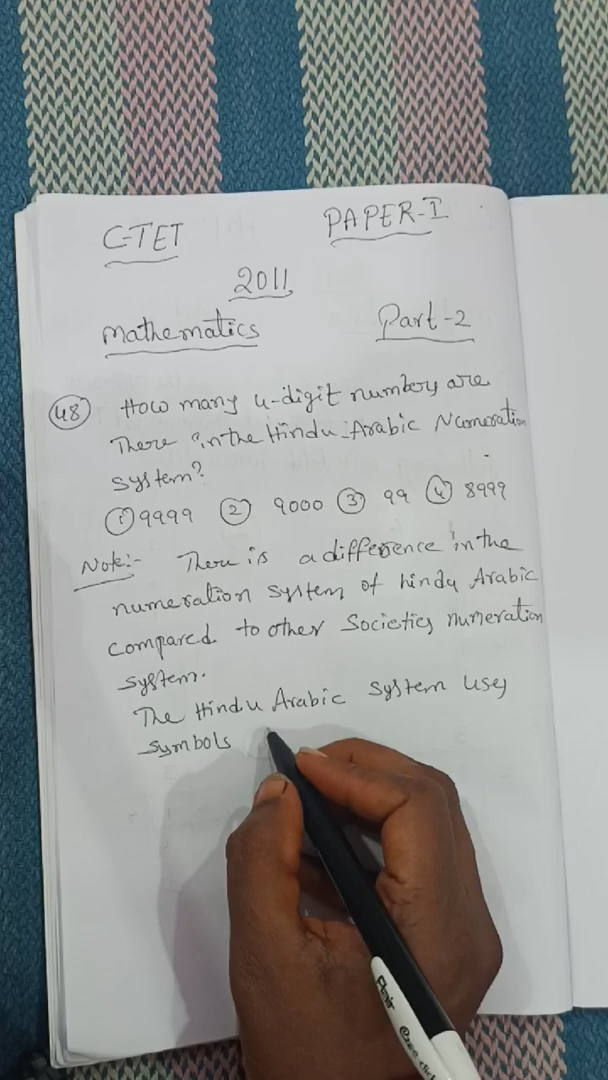 C-TET PAPER-I
2011
Mathematics Part-2
48 How many 4-digit numbers are
There in the Hindu-Arabic Numeration
system?
1 9999 2 9000 3 99 4 8999
Note:- There is a difference in the
numeration system of hindu Arabic
compared to other Societies numeration
system.
The Hindu Arabic system uses
symbols